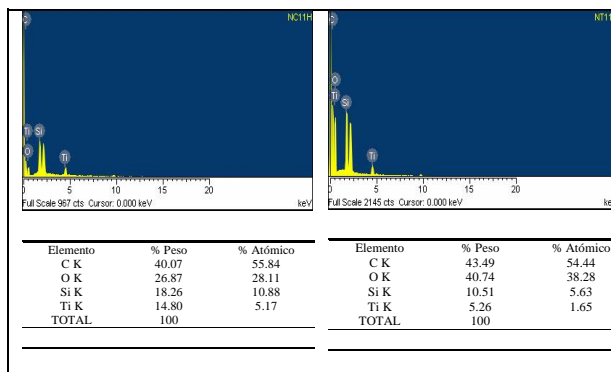 NC11H
C
Ti Si
O
Ti
5 10 15 20
Full Scale 967 cts Cursor: 0.000 keV keV
Elemento % Peso % Atómico
C K 40.07 55.84
O K 26.87 28.11
Si K 18.26 10.88
Ti K 14.80 5.17
TOTAL 100
NT11
O
Ti
Si
Ti
0 5 10 15 20
Full Scale 2145 cts Cursor: 0.000 keV ke
Elemento % Peso % Atómico
C K 43.49 54.44
O K 40.74 38.28
Si K 10.51 5.63
Ti K 5.26 1.65
TOTAL 100